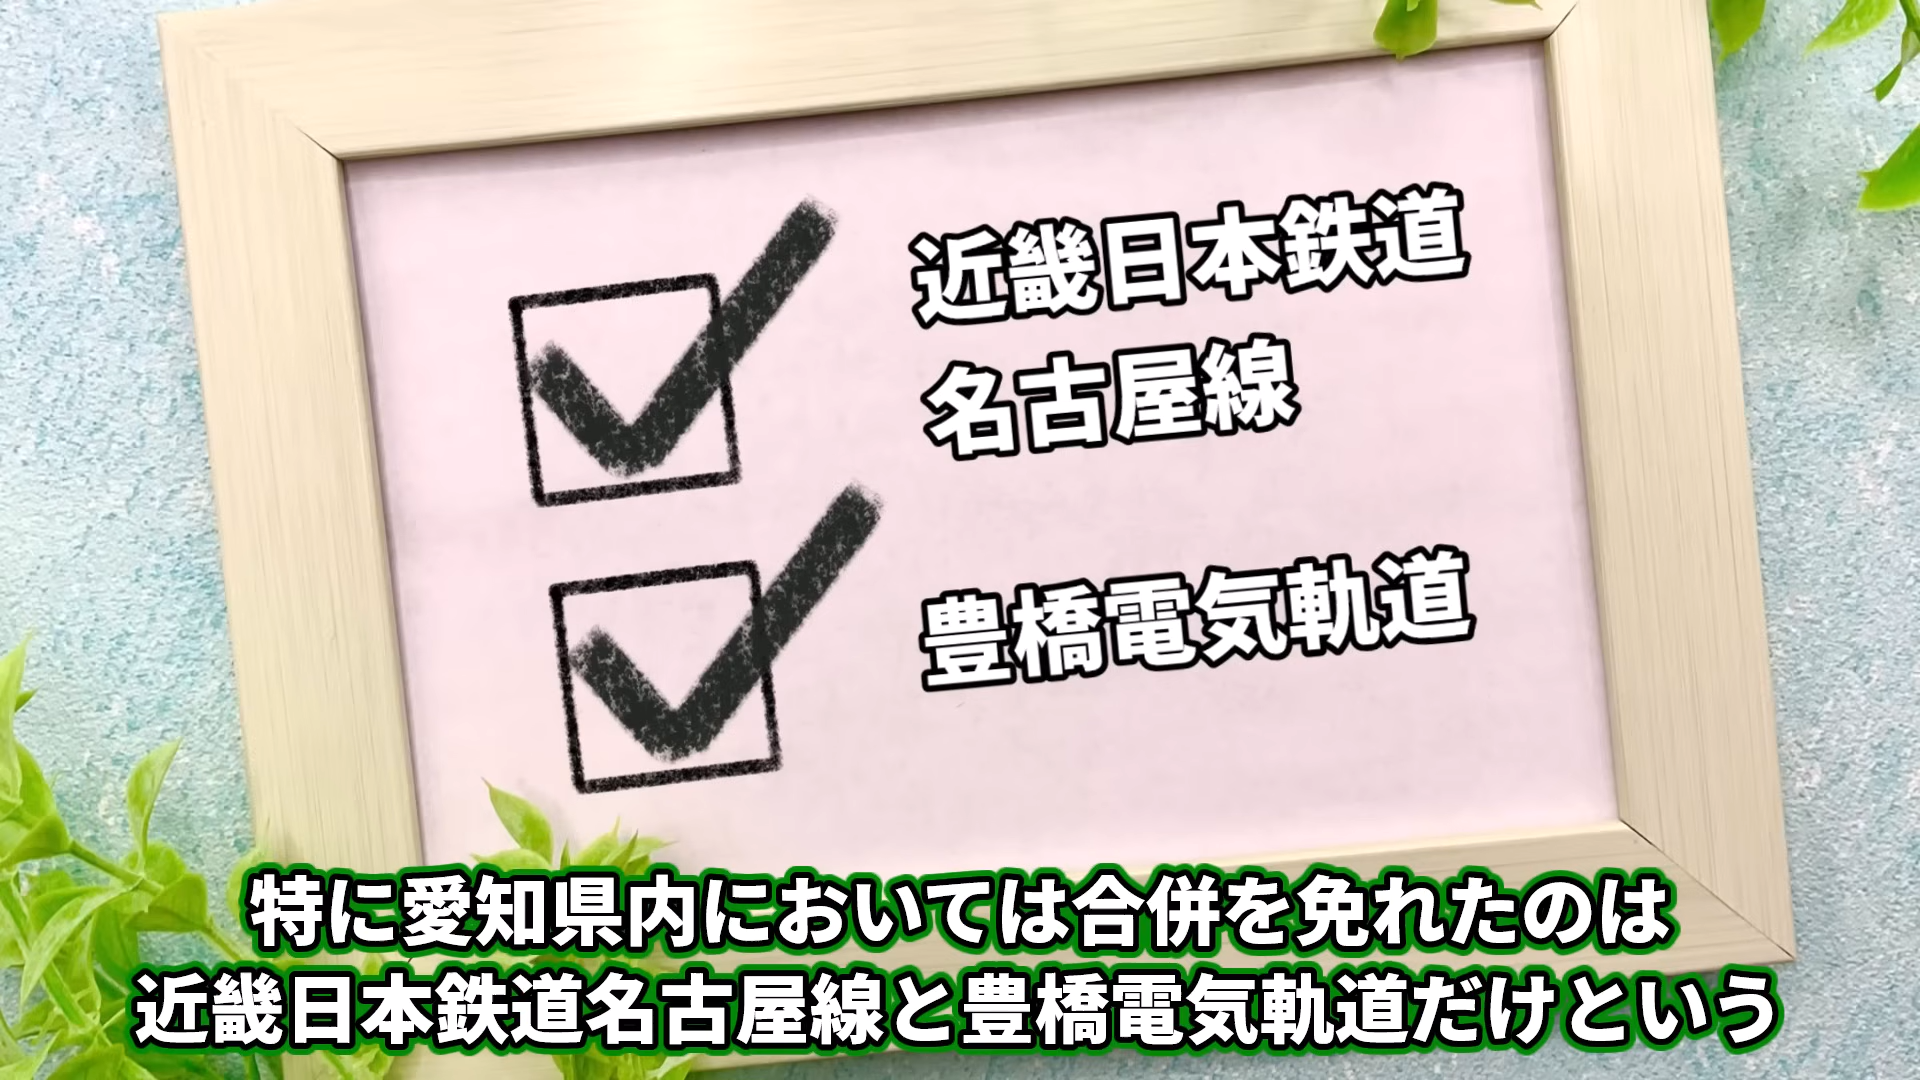 近畿日本鉄道
名古屋線
豊橋電気軌道
特に愛知県内においては合併を免れたのは
近畿日本鉄道名古屋線と豊橋電気軌道だけという